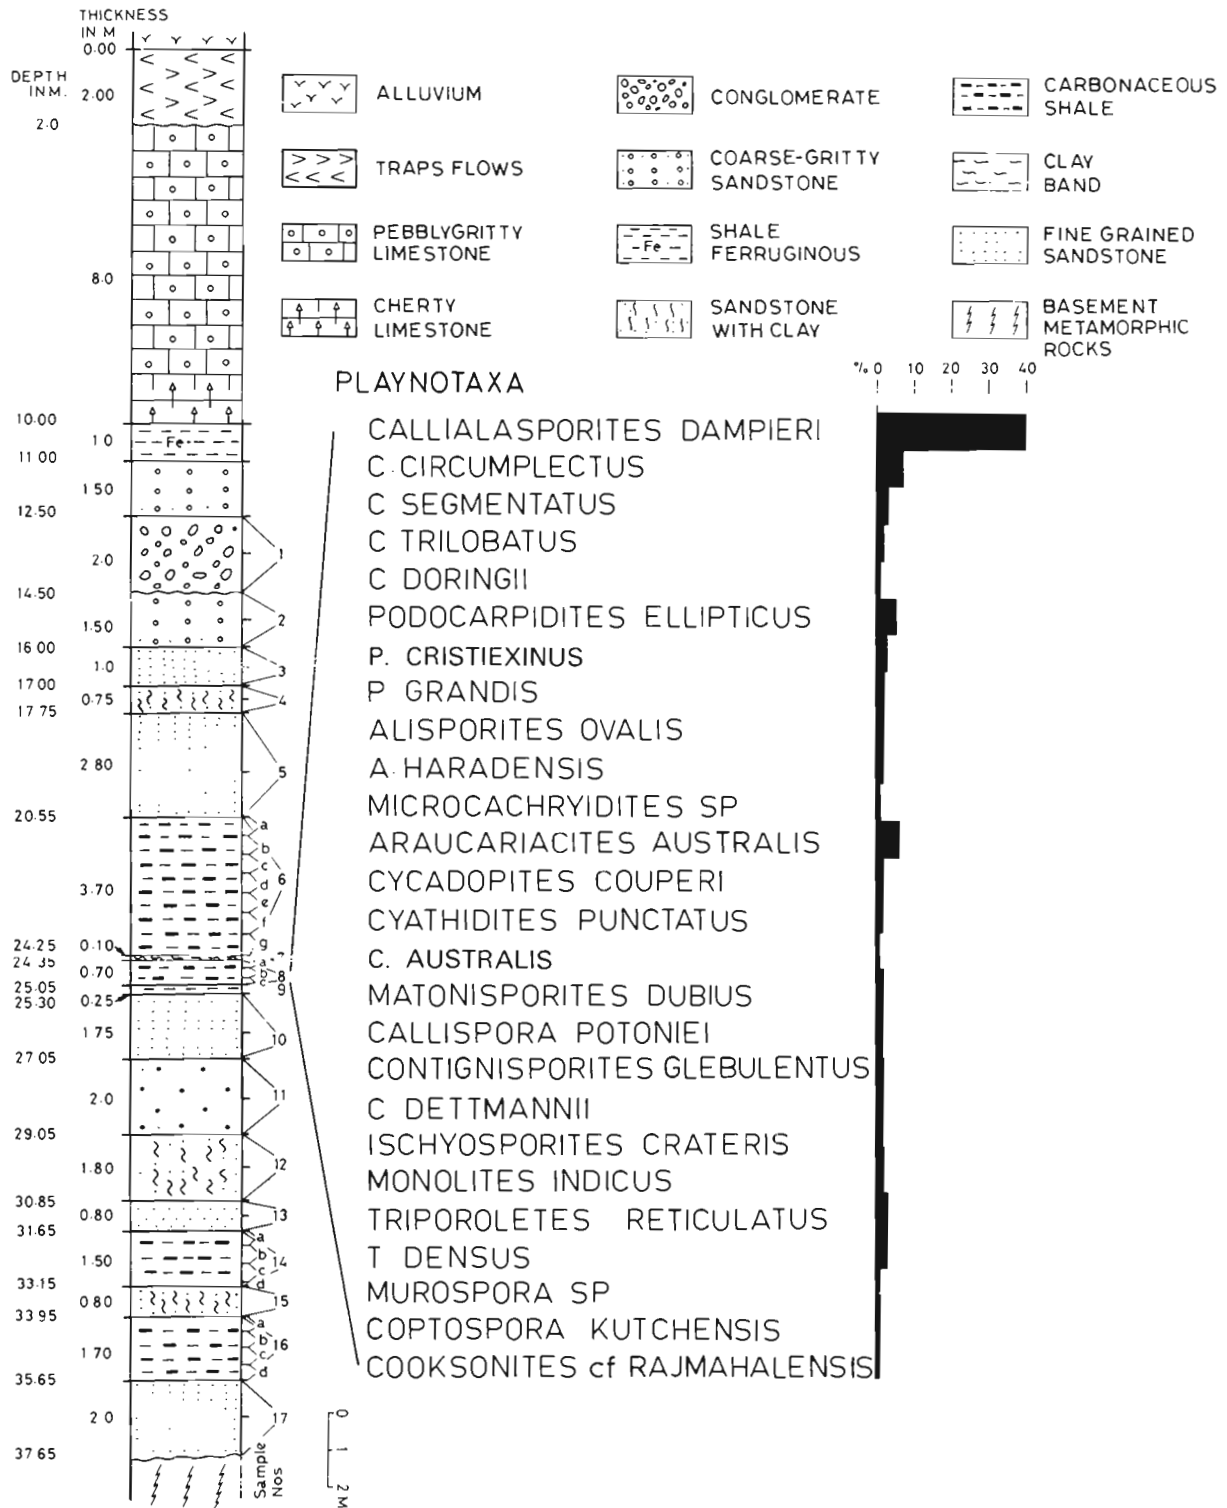 THICKNESS
IN M
0·00
DEPTH
IN M.
2·00
2·0
8·0
10·00
1 0
11 00
1 50
12·50
2·0
14·50
1·50
16 00
1·0
17 00
0·75
17 75
2 80
20·55
3·70
24·25
0·10
24 35
0·70
25·05
25·30
0·25
1 75
27·05
2·0
29·05
1·80
30·85
0·80
31·65
1·50
33·15
0·80
33 95
1 70
35·65
2 0
37 65
Fe
1
2
3
4
5
a
b
c
d
e
f
g
6
7
a
b
c
8
9
10
11
12
13
a
b
c
d
14
15
a
b
c
d
16
17
Sample
Nos
0
1
2 M
ALLUVIUM
TRAPS FLOWS
PEBBLYGRITTY
LIMESTONE
CHERTY
LIMESTONE
CONGLOMERATE
COARSE-GRITTY
SANDSTONE
Fe
SHALE
FERRUGINOUS
SANDSTONE
WITH CLAY
CARBONACEOUS
SHALE
CLAY
BAND
FINE GRAINED
SANDSTONE
BASEMENT
METAMORPHIC
ROCKS
PLAYNOTAXA
% 0 10 20 30 40
CALLIALASPORITES DAMPIERI
C. CIRCUMPLECTUS
C SEGMENTATUS
C TRILOBATUS
C DORINGII
PODOCARPIDITES ELLIPTICUS
P. CRISTIEXINUS
P GRANDIS
ALISPORITES OVALIS
A. HARADENSIS
MICROCACHRYIDITES SP
ARAUCARIACITES AUSTRALIS
CYCADOPITES COUPERI
CYATHIDITES PUNCTATUS
C. AUSTRALIS
MATONISPORITES DUBIUS
CALLISPORA POTONIEI
CONTIGNISPORITES GLEBULENTUS
C DETTMANNII
ISCHYOSPORITES CRATERIS
MONOLITES INDICUS
TRIPOROLETES RETICULATUS
T DENSUS
MUROSPORA SP
COPTOSPORA KUTCHENSIS
COOKSONITES cf RAJMAHALENSIS